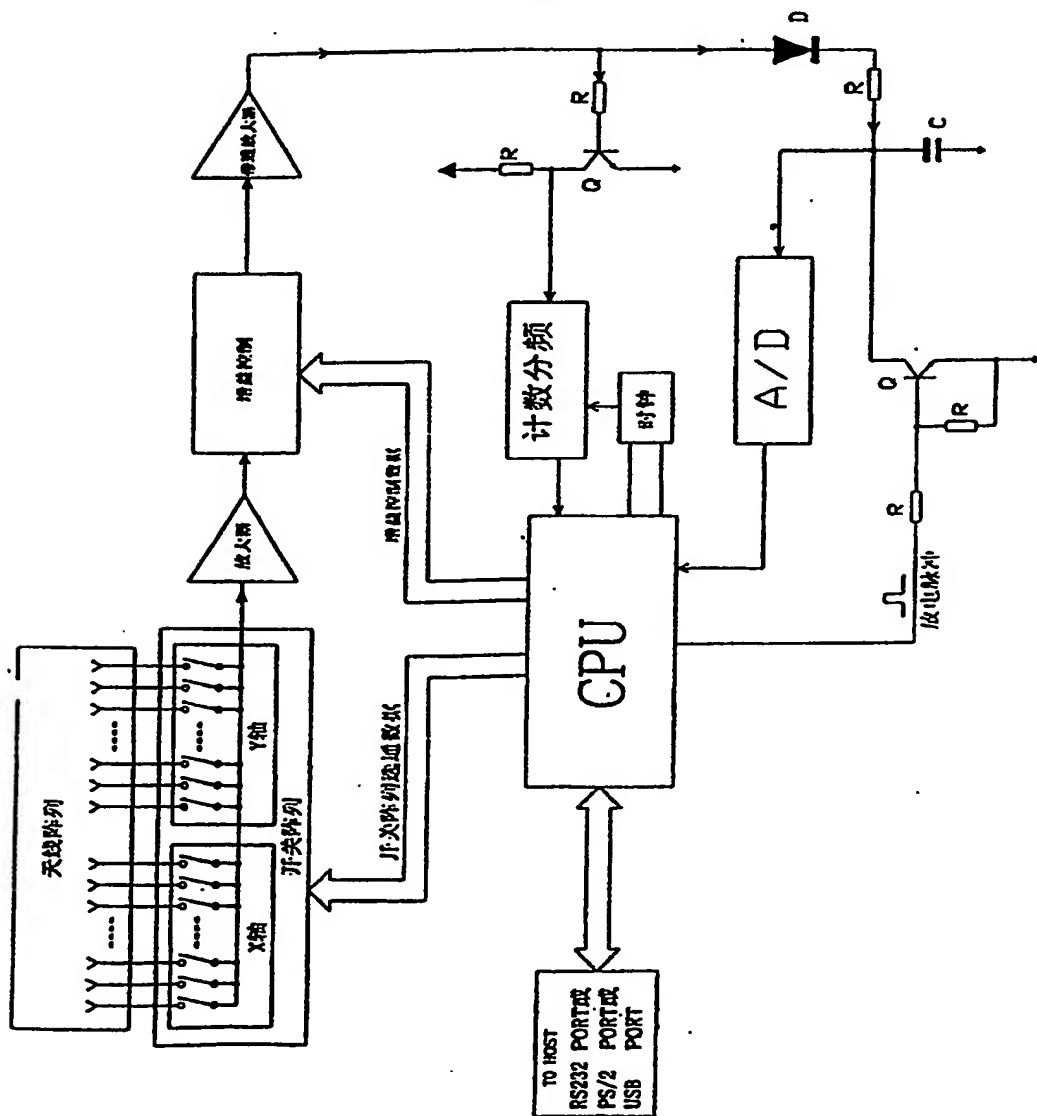 天线阵列
X轴
Y轴
开关阵列
放大器
增益控制
带通放大器
开关阵列选通数据
增益控制数据
R
R
Q
D
R
C
计数分频
时钟
A/D
CPU
Q
R
R
放电脉冲
TO HOST
RS232 PORT或
PS/2 PORT或
USB PORT